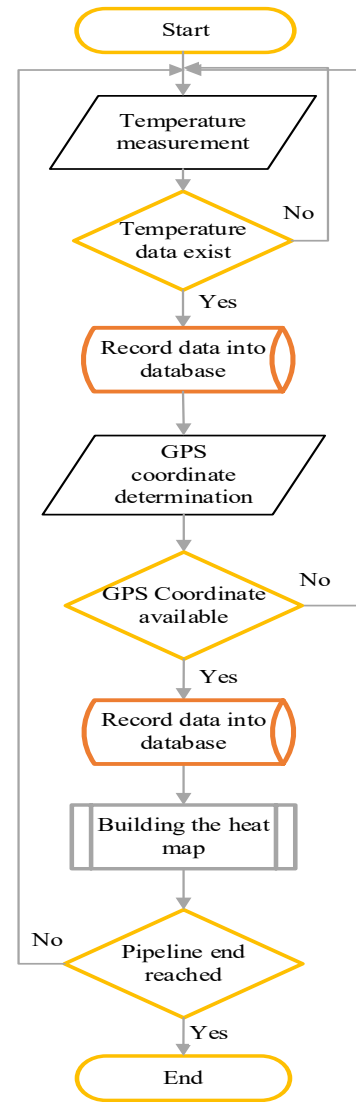 Start
Temperature
measurement
No
Temperature
data exist
Yes
Record data into
database
GPS
coordinate
determination
No
GPS Coordinate
available
Yes
Record data into
database
Building the heat
map
No
Pipeline end
reached
Yes
End